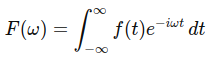 F(ω) = ∫_{-∞}^{∞} f(t)e^{-iωt} dt